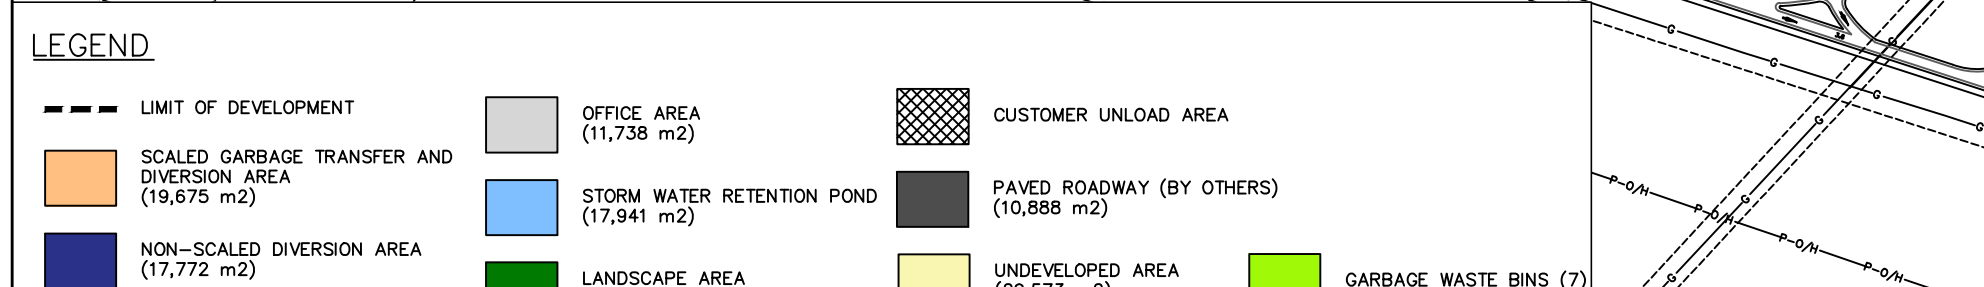 LEGEND
LIMIT OF DEVELOPMENT
SCALED GARBAGE TRANSFER AND
DIVERSION AREA
(19,675 m2)
NON-SCALED DIVERSION AREA
(17,772 m2)
OFFICE AREA
(11,738 m2)
STORM WATER RETENTION POND
(17,941 m2)
LANDSCAPE AREA
CUSTOMER UNLOAD AREA
PAVED ROADWAY (BY OTHERS)
(10,888 m2)
UNDEVELOPED AREA
GARBAGE WASTE BINS (7)
G
G
G
G
G
G
G
G
P-O/H
P-O/H
P-O/H
P-O/H